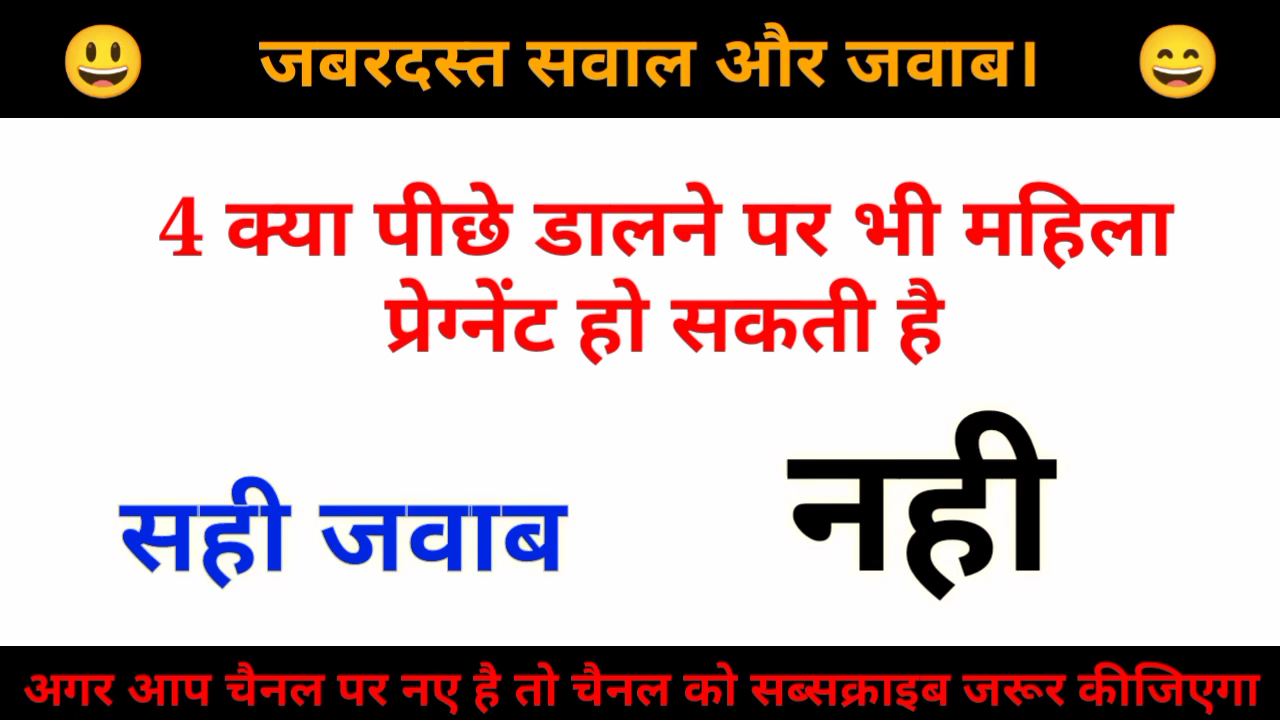 जबरदस्त सवाल और जवाब।
4 क्या पीछे डालने पर भी महिला
प्रेग्नेंट हो सकती है
सही जवाब
नही
अगर आप चैनल पर नए है तो चैनल को सब्सक्राइब जरूर कीजिएगा